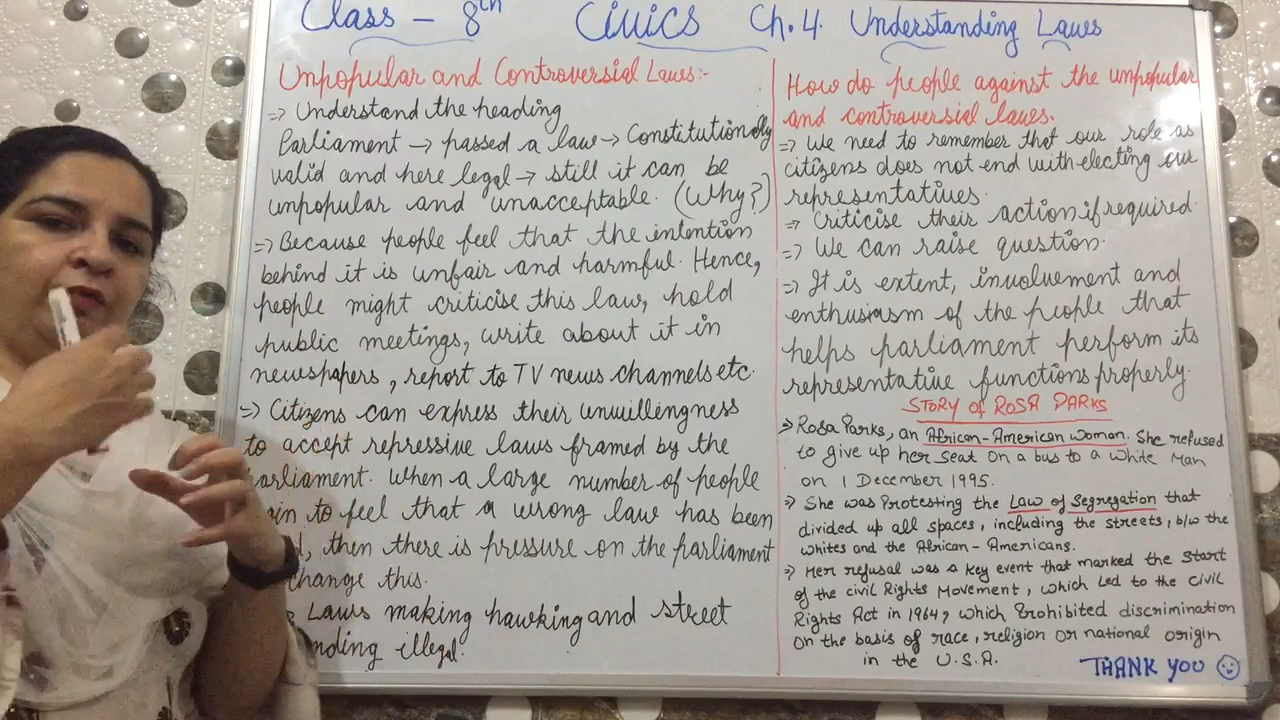 Class - 8th Civics Ch.4. Understanding Laws
Unpopular and Controversial Laws:-
=> Understand the heading
Parliament → passed a law → Constitutionally
valid and here legal → still it can be
unpopular and unacceptable. (Why?)
=> Because people feel that the intention
behind it is unfair and harmful. Hence,
people might criticise this law, hold
public meetings, write about it in
newspapers, report to TV news channels etc.
=> Citizens can express their unwillingness
to accept repressive laws framed by the
arliament. When a large number of people
gin to feel that a wrong law has been
d, then there is pressure on the parliament
change this.
Laws making hawking and street
nding illegal.
How do people against the unpopular
and controversial laws.
=> We need to remember that our role as
citizens does not end with electing our
representatives.
=> Criticise their action if required.
=> We can raise question.
=> It is extent, involvement and
enthusiasm of the people that
helps parliament perform its
representative functions properly.
STORY of ROSA PARKS
=> Rosa Parks, an African-American woman. She refused
to give up her seat on a bus to a white man
on 1 December 1995.
=> She was Protesting the Law of Segregation that
divided up all spaces, including the streets, b/w the
whites and the African-Americans.
=> Her refusal was a key event that marked the start
of the civil Rights Movement, which led to the civil
Rights Act in 1964, which Prohibited discrimination
on the basis of race, religion or national origin
in the U.S.A.
THANK YOU